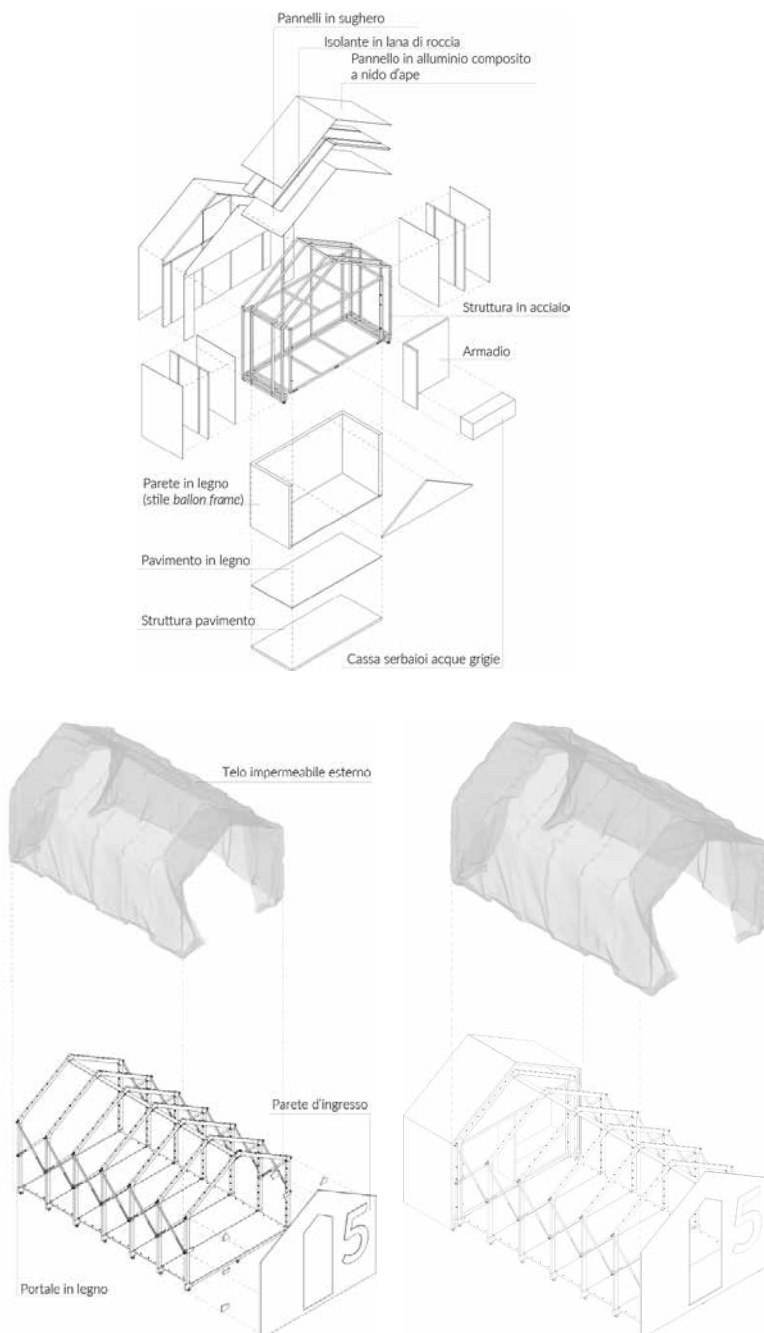 Pannelli in sughero
Isolante in lana di roccia
Pannello in alluminio composito
a nido d'ape
Struttura in acciaio
Armadio
Parete in legno
(stile ballon frame)
Pavimento in legno
Struttura pavimento
Cassa serbaioi acque grigie
Telo impermeabile esterno
Parete d'ingresso
5
5
Portale in legno